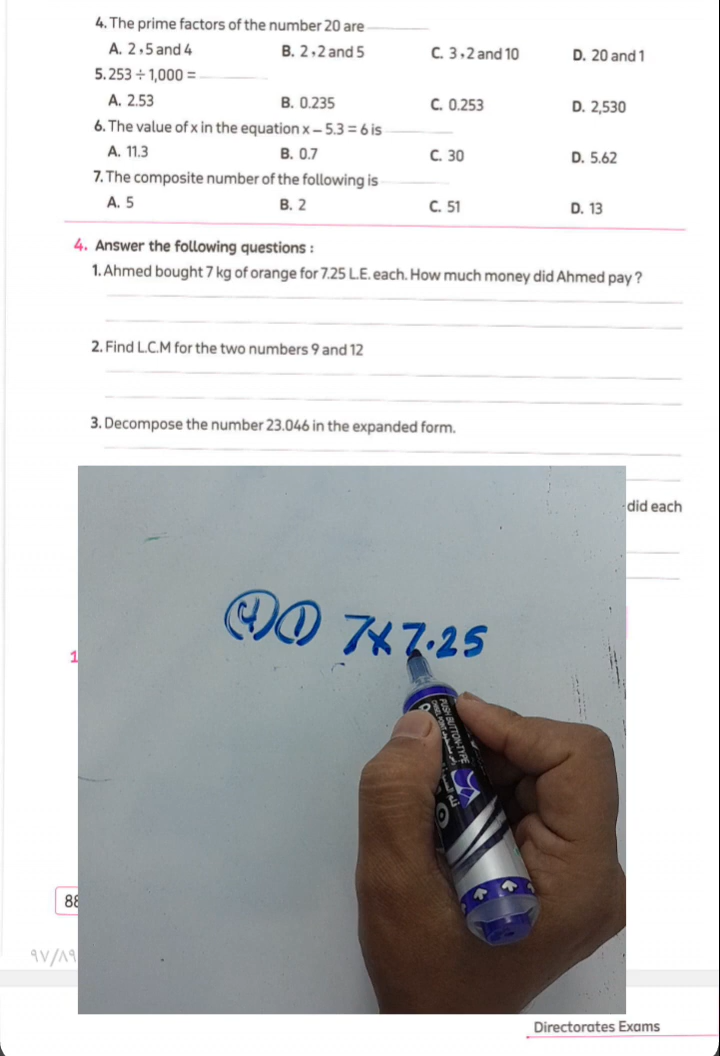 4. The prime factors of the number 20 are
A. 2،5 and 4 B. 2،2 and 5 C. 3،2 and 10 D. 20 and 1
5. 253 ÷ 1,000 =
A. 2.53 B. 0.235 C. 0.253 D. 2,530
6. The value of x in the equation x – 5.3 = 6 is
A. 11.3 B. 0.7 C. 30 D. 5.62
7. The composite number of the following is
A. 5 B. 2 C. 51 D. 13
4. Answer the following questions :
1. Ahmed bought 7 kg of orange for 7.25 L.E. each. How much money did Ahmed pay ?
2. Find L.C.M for the two numbers 9 and 12
3. Decompose the number 23.046 in the expanded form.
did each
4 1 7×7.25
1
PUSH BUTTON-TYPE
88
٩٧/٨٩
Directorates Exams